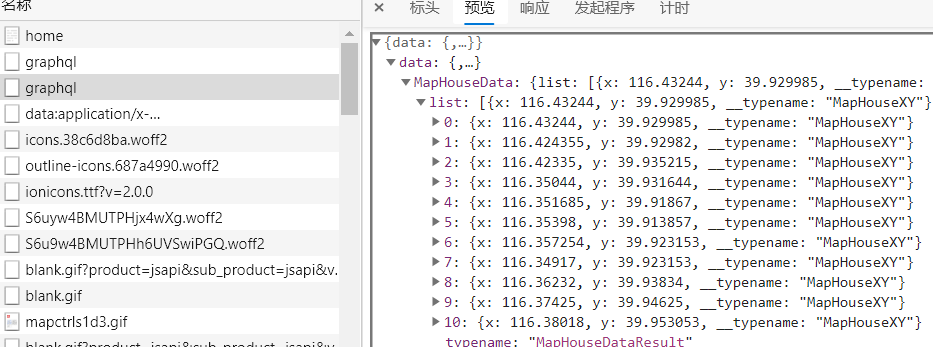 名称
home
graphql
graphql
data:application/x-...
icons.38c6d8ba.woff2
outline-icons.687a4990.woff2
ionicons.ttf?v=2.0.0
S6uyw4BMUTPHjx4wXg.woff2
S6u9w4BMUTPHh6UVSwiPGQ.woff2
blank.gif?product=jsapi&sub_product=jsapi&v.
blank.gif
mapctrls1d3.gif
blank.gif?product=jsapi&sub_product=jsapi&v
× 标头 预览 响应 发起程序 计时
▼{data: {,…}}
▼data: {,…}
▼MapHouseData: {list: [{x: 116.43244, y: 39.929985, __typename:
▼list: [{x: 116.43244, y: 39.929985, __typename: "MapHouseXY"}
▶0: {x: 116.43244, y: 39.929985, __typename: "MapHouseXY"}
▶1: {x: 116.424355, y: 39.92982, __typename: "MapHouseXY"}
▶2: {x: 116.42335, y: 39.935215, __typename: "MapHouseXY"}
▶3: {x: 116.35044, y: 39.931644, __typename: "MapHouseXY"}
▶4: {x: 116.351685, y: 39.91867, __typename: "MapHouseXY"}
▶5: {x: 116.35398, y: 39.913857, __typename: "MapHouseXY"}
▶6: {x: 116.357254, y: 39.923153, __typename: "MapHouseXY"}
▶7: {x: 116.34917, y: 39.923153, __typename: "MapHouseXY"}
▶8: {x: 116.36232, y: 39.93834, __typename: "MapHouseXY"}
▶9: {x: 116.37425, y: 39.94625, __typename: "MapHouseXY"}
▶10: {x: 116.38018, y: 39.953053, __typename: "MapHouseXY"}
typename: "MapHouseDataResult"